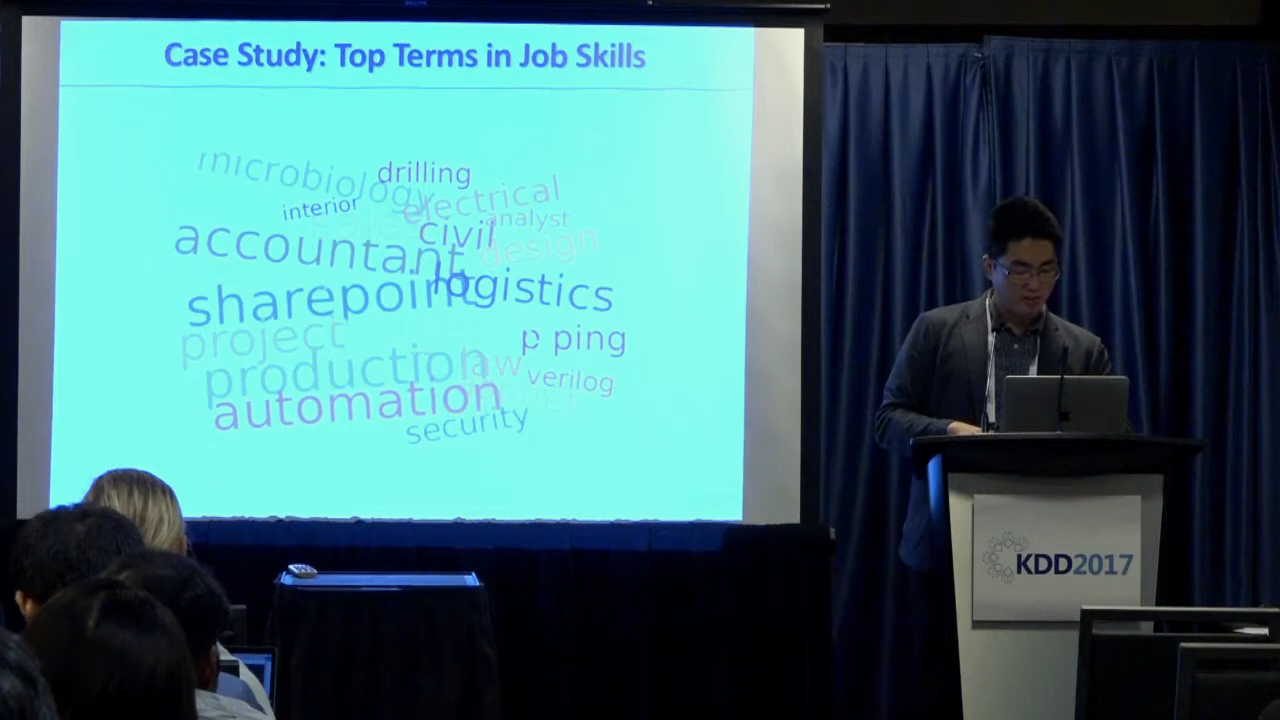 Case Study: Top Terms in Job Skills
microbiology
drilling
electrical
interior
analyst
civil
accountant
design
logistics
sharepoint
project
p ping
production
law
verilog
automation
security
KDD2017